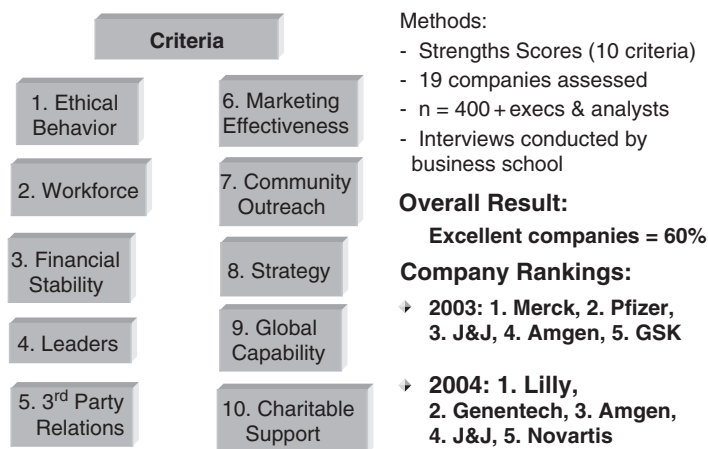 Criteria
1. Ethical
Behavior
2. Workforce
3. Financial
Stability
4. Leaders
5. 3rd Party
Relations
6. Marketing
Effectiveness
7. Community
Outreach
8. Strategy
9. Global
Capability
10. Charitable
Support
Methods:
- Strengths Scores (10 criteria)
- 19 companies assessed
- n = 400 + execs & analysts
- Interviews conducted by
business school
Overall Result:
Excellent companies = 60%
Company Rankings:
2003: 1. Merck, 2. Pfizer,
3. J&J, 4. Amgen, 5. GSK
2004: 1. Lilly,
2. Genentech, 3. Amgen,
4. J&J, 5. Novartis